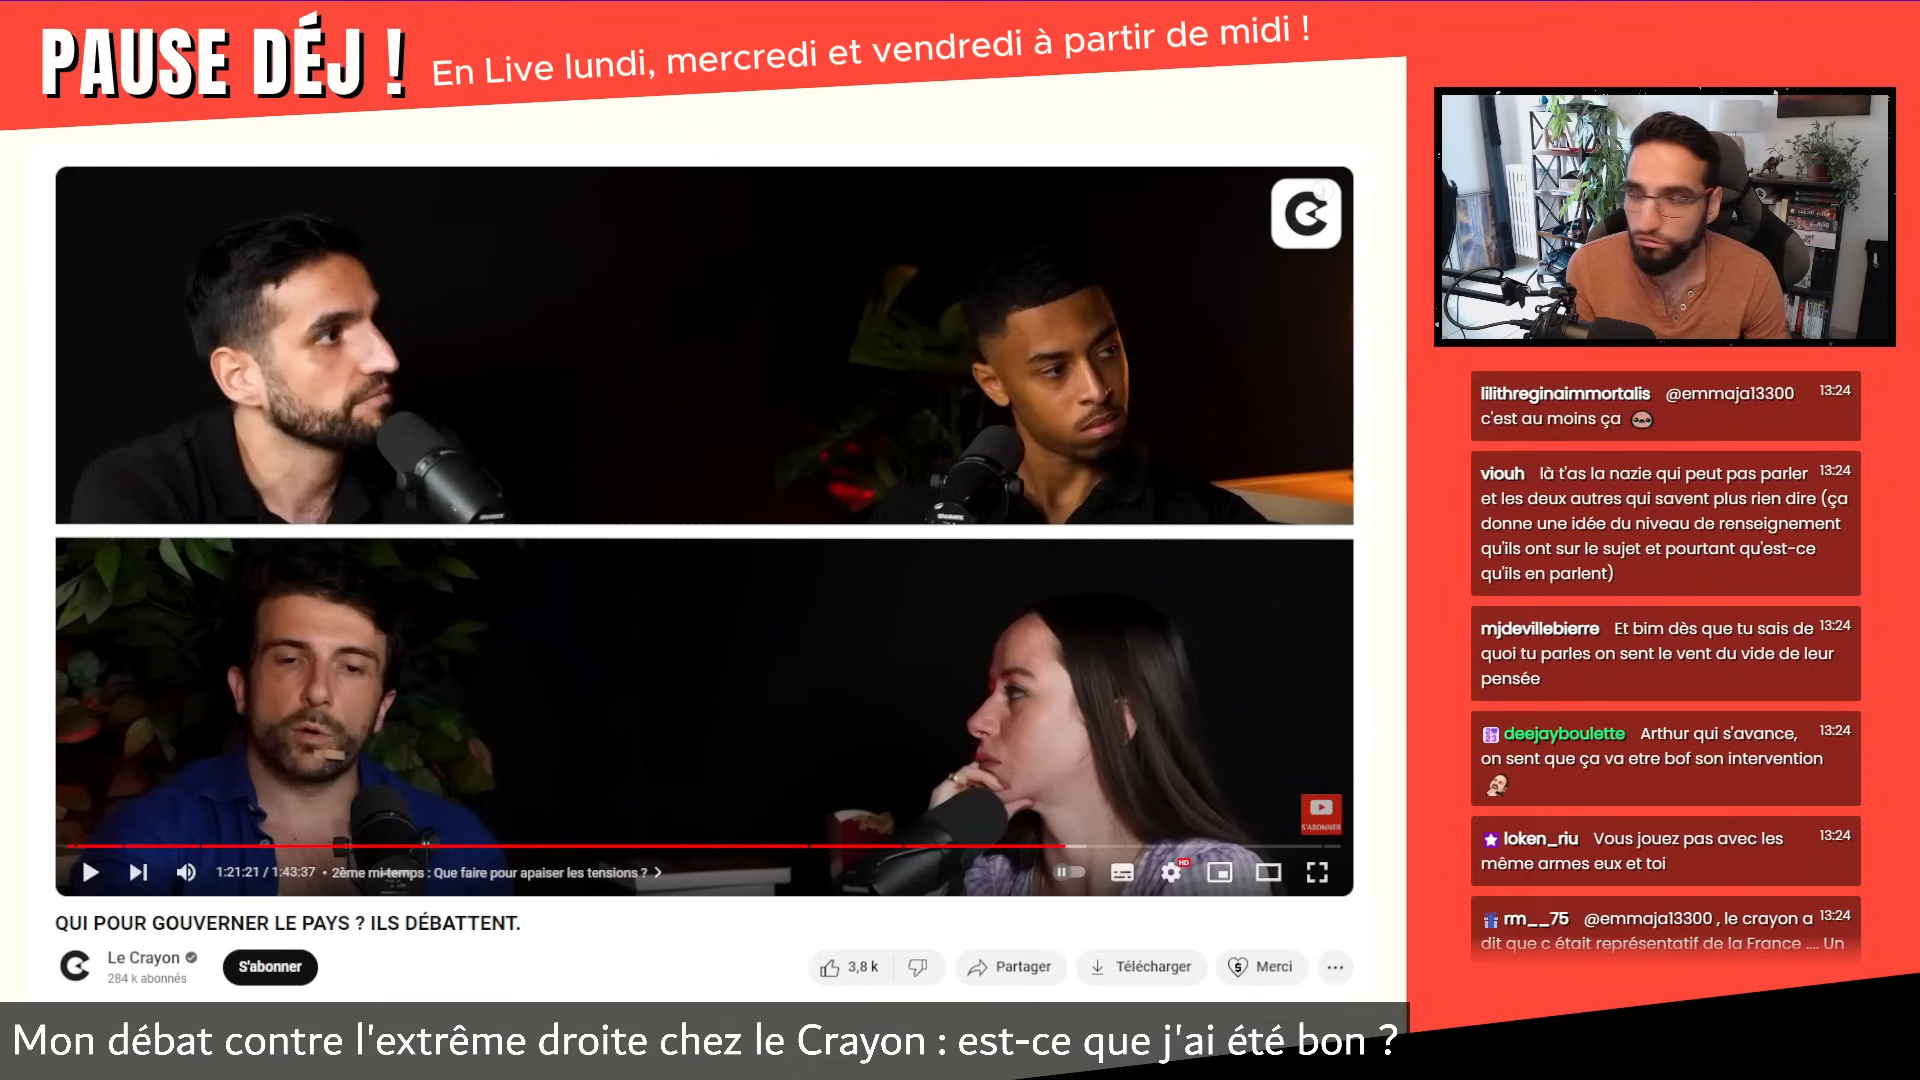 PAUSE DÉJ !
En Live lundi, mercredi et vendredi à partir de midi !
S'ABONNER
1:21:21 / 1:43:37 • 2ème mi-temps : Que faire pour apaiser les tensions ?
HD
QUI POUR GOUVERNER LE PAYS ? ILS DÉBATTENT.
Le Crayon
284 k abonnés
S'abonner
3,8 k
Partager
Télécharger
Merci
Mon débat contre l'extrême droite chez le Crayon : est-ce que j'ai été bon ?
lilithreginaimmortalis @emmaja13300 13:24
c'est au moins ça
viouh là t'as la nazie qui peut pas parler 13:24
et les deux autres qui savent plus rien dire (ça
donne une idée du niveau de renseignement
qu'ils ont sur le sujet et pourtant qu'est-ce
qu'ils en parlent)
mjdevillebierre Et bim dès que tu sais de 13:24
quoi tu parles on sent le vent du vide de leur
pensée
deejayboulette Arthur qui s'avance, 13:24
on sent que ça va etre bof son intervention
loken_riu Vous jouez pas avec les 13:24
même armes eux et toi
rm__75 @emmaja13300 , le crayon a 13:24
dit que c était représentatif de la France .... Un